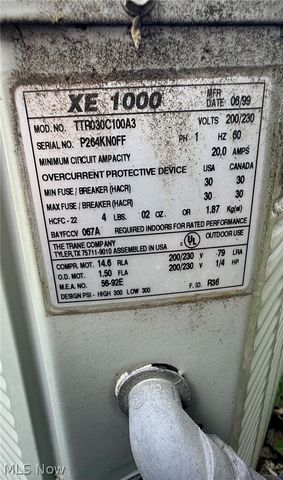 XE 1000 MFR DATE 06/99
MOD. NO. TTR030C100A3 VOLTS 200/230
SERIAL NO. P264KN0FF PH 1 HZ 60
MINIMUM CIRCUIT AMPACITY 20.0 AMPS
OVERCURRENT PROTECTIVE DEVICE US CANADA
MIN FUSE / BREAKER (HACR) 30 30
MAX FUSE / BREAKER (HACR) 30 30
HCFC - 22 4 LBS. 02 OZ. OR 1.87 Kg(s)
BAYFCCV 067A REQUIRED INDOORS FOR RATED PERFORMANCE
THE TRANE COMPANY UL OUTDOOR USE
TYLER, TX 75711-9010 ASSEMBLED IN USA
COMPR. MOT. 14.6 RLA 200/230 V 79 LRA
O.D. MOT. 1.50 FLA 200/230 V 1/4 HP
M.E.A. NO. 56-92E
DESIGN PSI - HIGH 300 LOW 300 F. ID. R36
MLS Now